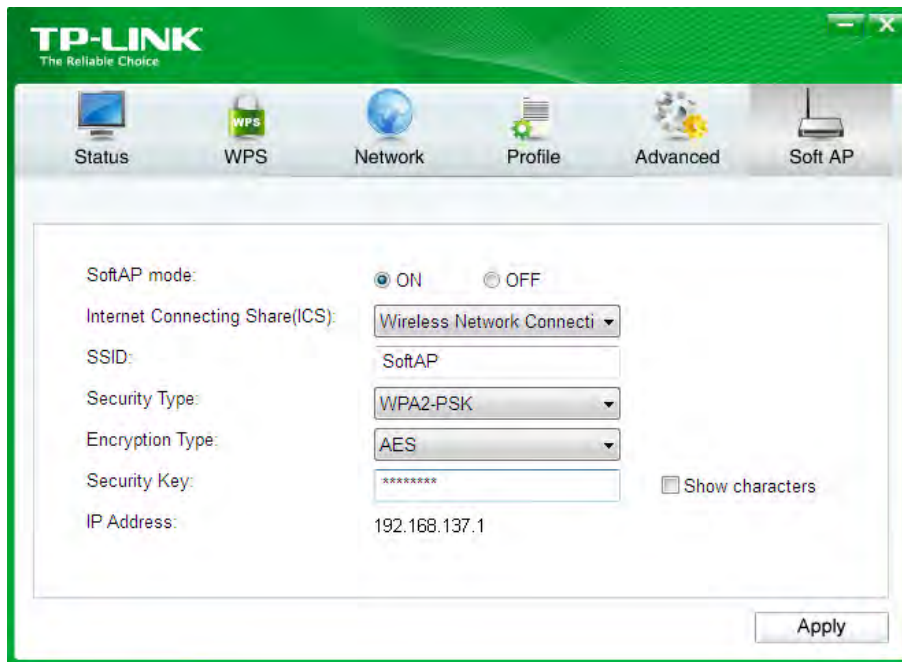 TP-LINK
The Reliable Choice
WPS
Status WPS Network Profile Advanced Soft AP
SoftAP mode: ON OFF
Internet Connecting Share(ICS): Wireless Network Connecti
SSID: SoftAP
Security Type: WPA2-PSK
Encryption Type: AES
Security Key: ******** Show characters
IP Address: 192.168.137.1
Apply